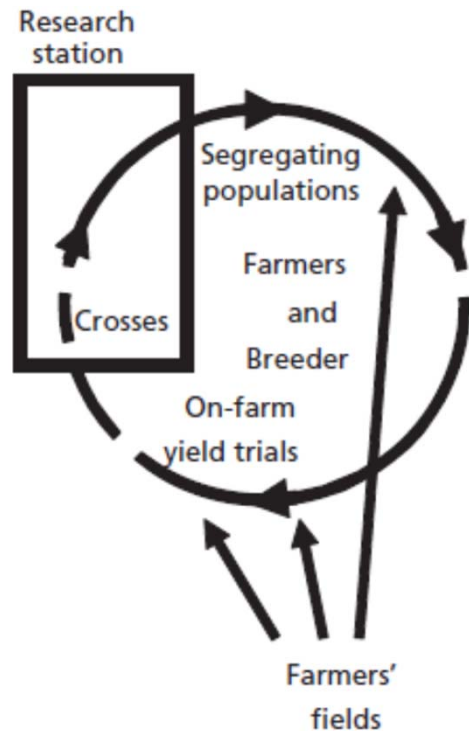 Research
station
Segregating
populations
Farmers
and
Crosses
Breeder
On-farm
yield trials
Farmers’
fields